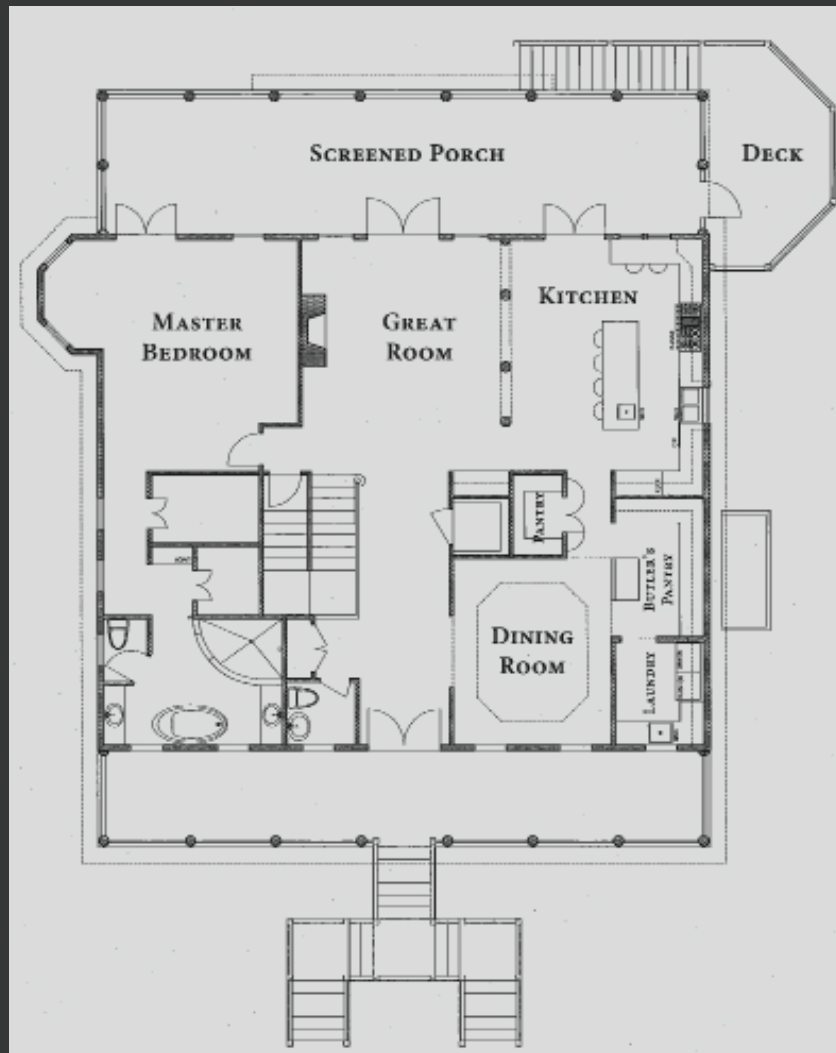 SCREENED PORCH
DECK
KITCHEN
MASTER
BEDROOM
GREAT
ROOM
PANTRY
BUTLER'S
PANTRY
DINING
ROOM
LAUNDRY